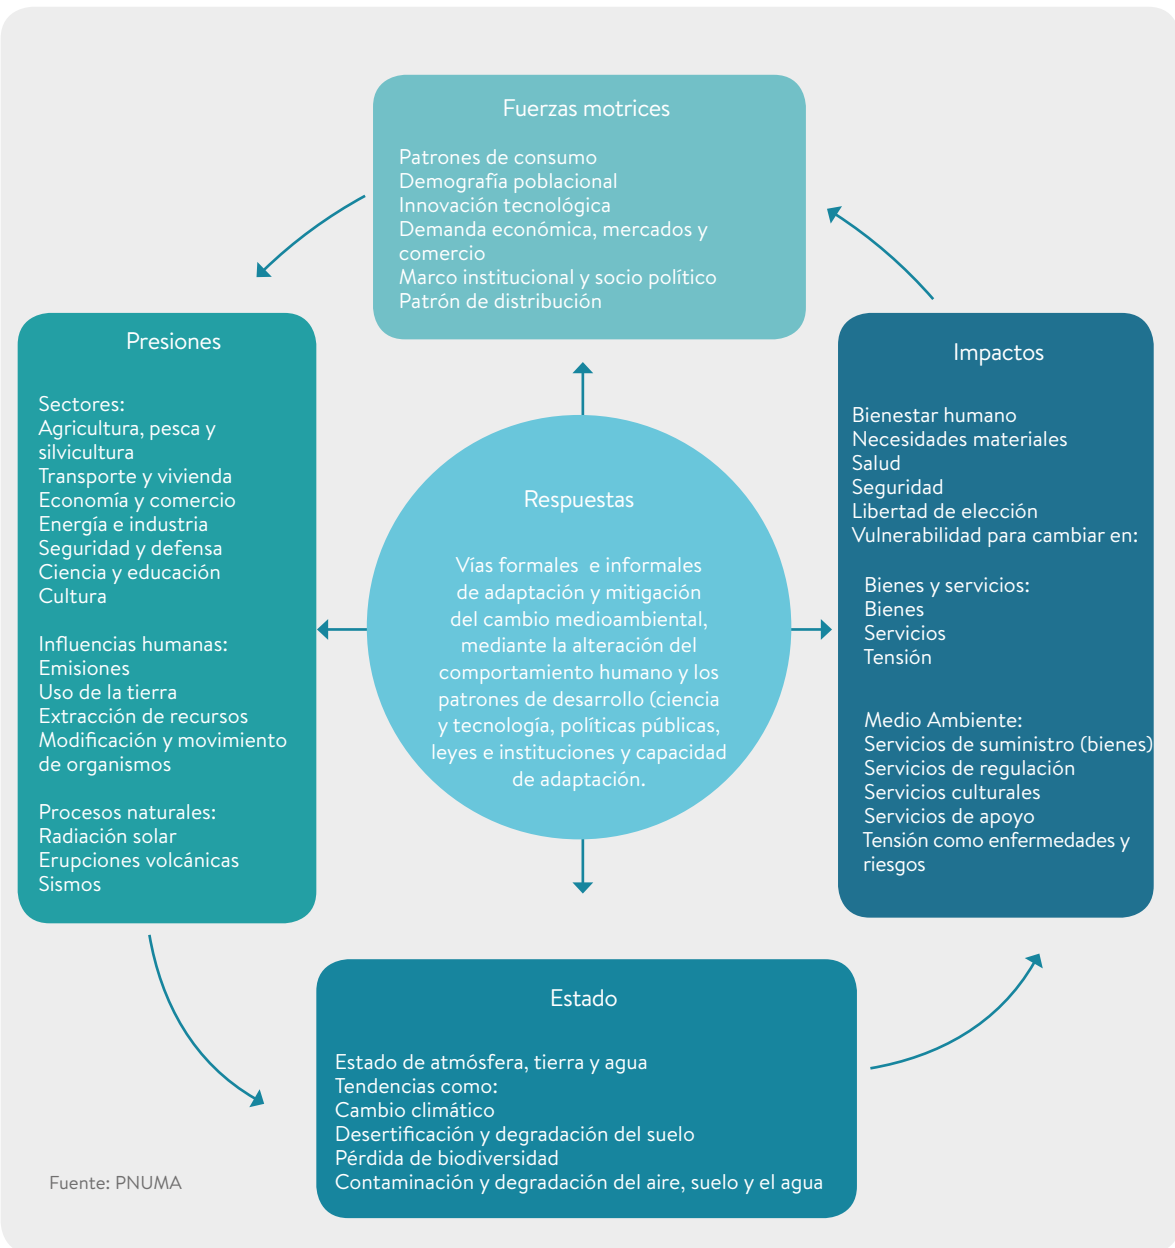 Fuerzas motrices
Patrones de consumo
Demografía poblacional
Innovación tecnológica
Demanda económica, mercados y
comercio
Marco institucional y socio político
Patrón de distribución
Presiones
Sectores:
Agricultura, pesca y
silvicultura
Transporte y vivienda
Economía y comercio
Energía e industria
Seguridad y defensa
Ciencia y educación
Cultura
Influencias humanas:
Emisiones
Uso de la tierra
Extracción de recursos
Modificación y movimiento
de organismos
Procesos naturales:
Radiación solar
Erupciones volcánicas
Sismos
Respuestas
Vías formales e informales
de adaptación y mitigación
del cambio medioambiental,
mediante la alteración del
comportamiento humano y los
patrones de desarrollo (ciencia
y tecnología, políticas públicas,
leyes e instituciones y capacidad
de adaptación.
Impactos
Bienestar humano
Necesidades materiales
Salud
Seguridad
Libertad de elección
Vulnerabilidad para cambiar en:
Bienes y servicios:
Bienes
Servicios
Tensión
Medio Ambiente:
Servicios de suministro (bienes)
Servicios de regulación
Servicios culturales
Servicios de apoyo
Tensión como enfermedades y
riesgos
Estado
Estado de atmósfera, tierra y agua
Tendencias como:
Cambio climático
Desertificación y degradación del suelo
Pérdida de biodiversidad
Contaminación y degradación del aire, suelo y el agua
Fuente: PNUMA